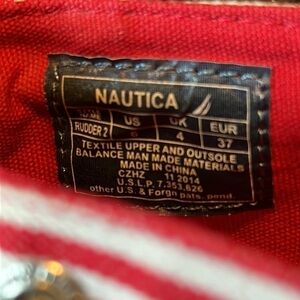 NAUTICA
NAME US UK EUR
RUDDER 2 6 4 37
TEXTILE UPPER AND OUTSOLE
BALANCE MAN MADE MATERIALS
MADE IN CHINA
CZHZ 11 2014
U.S.L.P. 7,353,626
other U.S. & Forgn pats. pend.